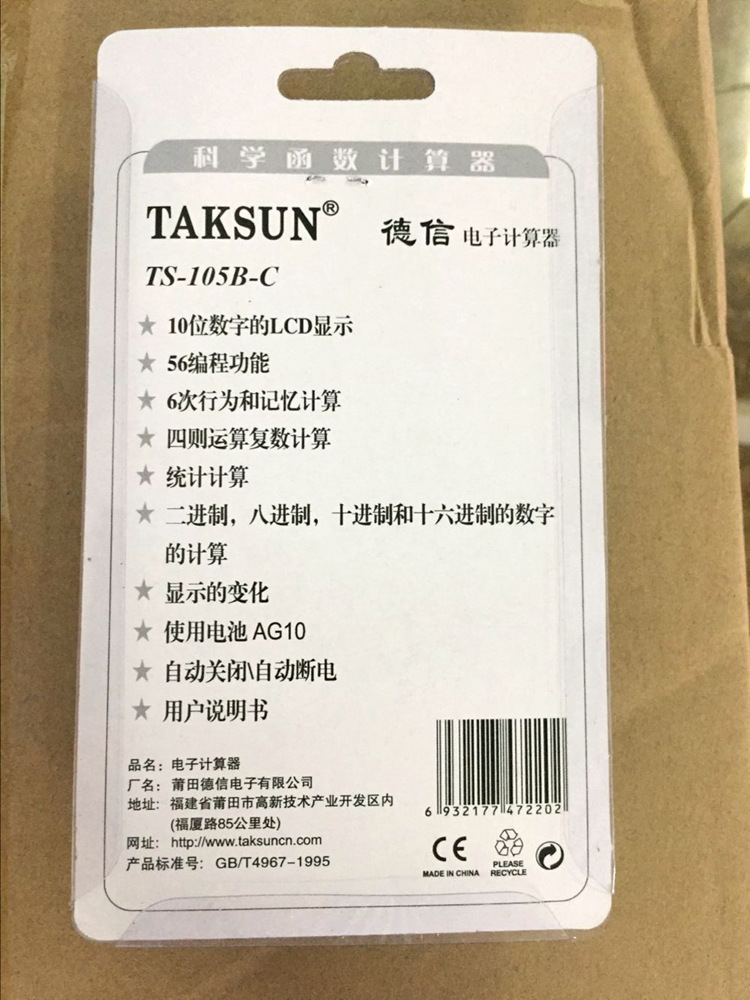 科学函数计算器
TAKSUN® 德信电子计算器
TS-105B-C
★ 10位数字的LCD显示
★ 56编程功能
★ 6次行为和记忆计算
★ 四则运算复数计算
★ 统计计算
★ 二进制，八进制，十进制和十六进制的数字
的计算
★ 显示的变化
★ 使用电池 AG10
★ 自动关闭\自动断电
★ 用户说明书
品名：电子计算器
厂名：莆田德信电子有限公司
地址：福建省莆田市高新技术产业开发区内
(福厦路85公里处)
网址：http://www.taksuncn.com
产品标准号：GB/T4967-1995
6 932177 472202
CE
MADE IN CHINA
PLEASE
RECYCLE